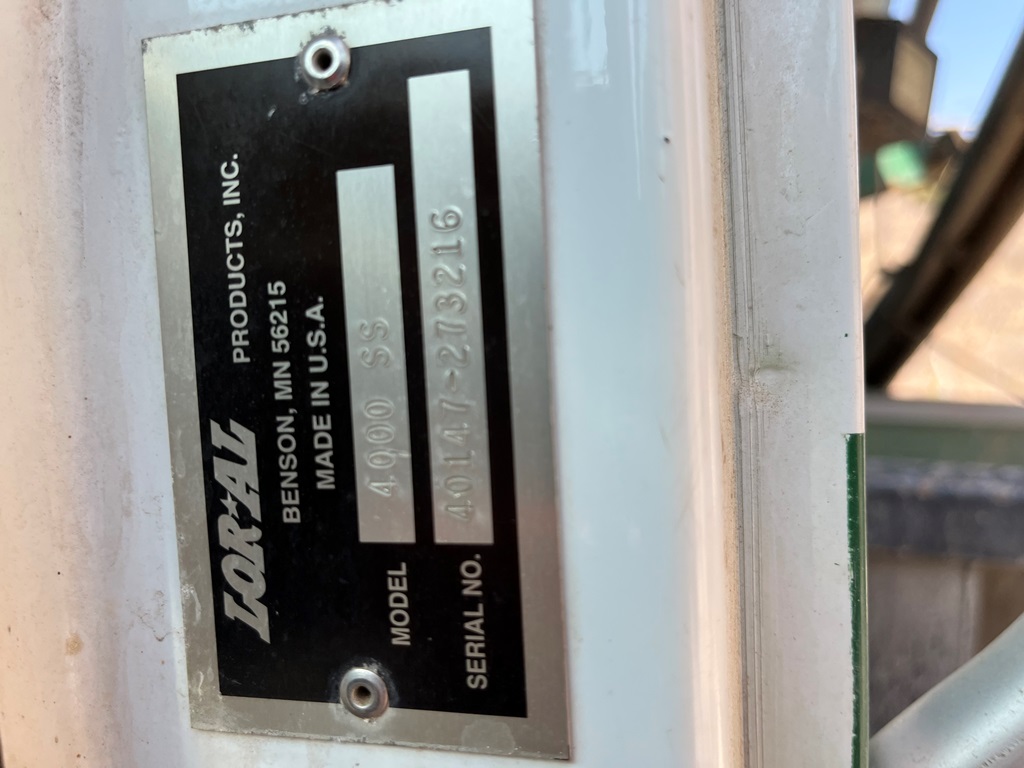 LOR★AL PRODUCTS, INC.
BENSON, MN 56215
MADE IN U.S.A.
MODEL 4000 SS
SERIAL NO. 40147-273216